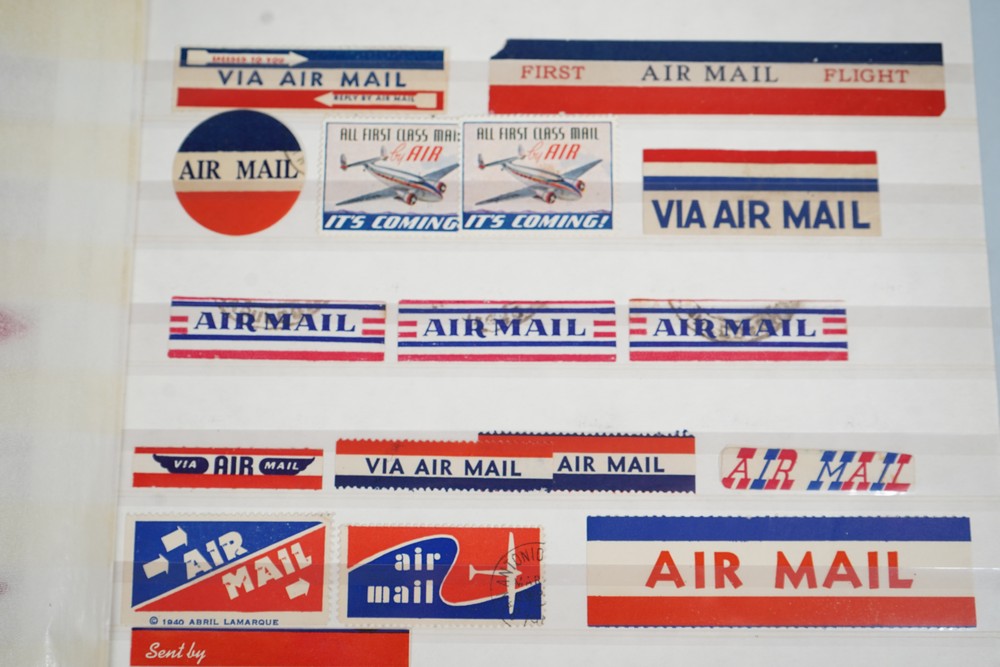 SPEEDED TO YOU
VIA AIR MAIL
REPLY BY AIR MAIL
FIRST AIR MAIL FLIGHT
AIR MAIL
ALL FIRST CLASS MAIL
by AIR
IT'S COMING
ALL FIRST CLASS MAIL
by AIR
IT'S COMING!
VIA AIR MAIL
AIR MAIL
AIR MAIL
AIR MAIL
VIA AIR MAIL
VIA AIR MAIL
AIR MAIL
AIR MAIL
AIR
MAIL
© 1940 ABRIL LAMARQUE
air
mail
ANTONIO
MAR
AIR MAIL
Sent by